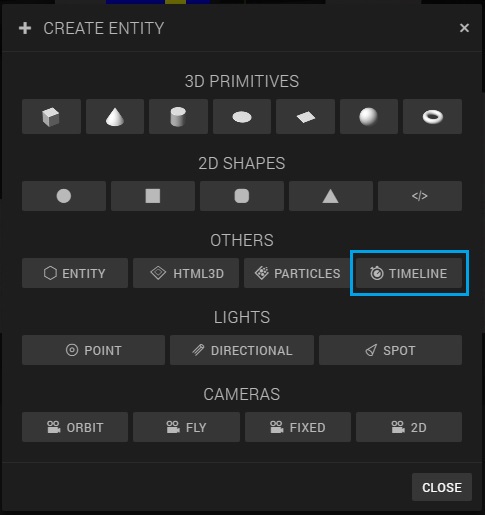 CREATE ENTITY
3D PRIMITIVES
2D SHAPES
</>
OTHERS
ENTITY HTML3D PARTICLES TIMELINE
LIGHTS
POINT DIRECTIONAL SPOT
CAMERAS
ORBIT FLY FIXED 2D
CLOSE